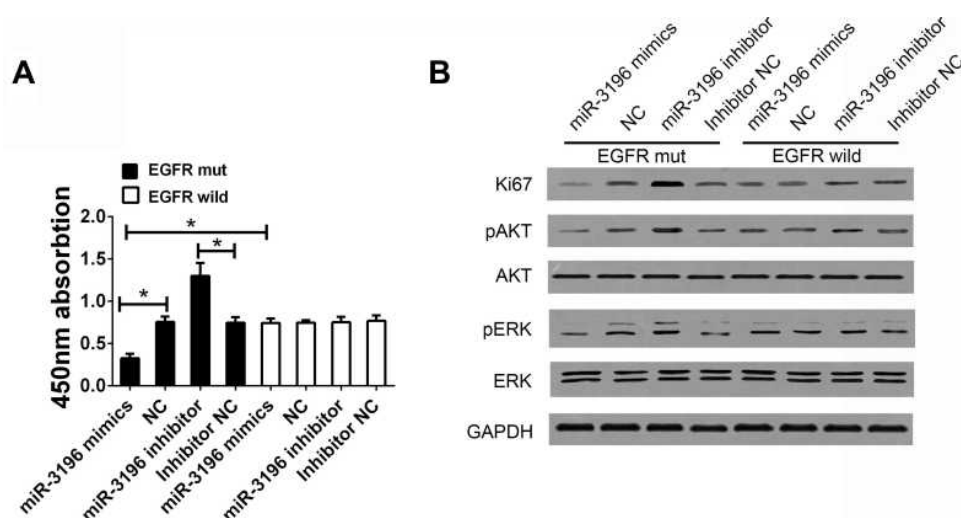 A
EGFR mut
EGFR wild
450nm absorbtion
2.0
1.5
1.0
0.5
0.0
*
*
*
miR-3196 mimics
NC
miR-3196 inhibitor
Inhibitor NC
miR-3196 mimics
NC
miR-3196 inhibitor
Inhibitor NC
B
miR-3196 mimics
NC
miR-3196 inhibitor
Inhibitor NC
miR-3196 mimics
NC
miR-3196 inhibitor
Inhibitor NC
EGFR mut EGFR wild
Ki67
pAKT
AKT
pERK
ERK
GAPDH